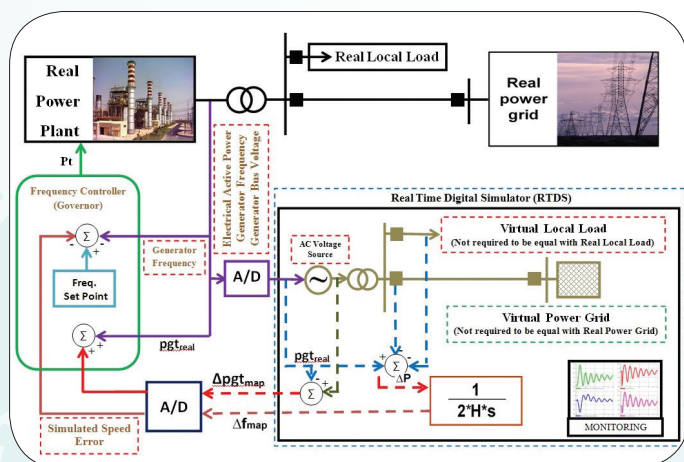 Real
Power
Plant
Real Local Load
Real
power
grid
Pt
Frequency Controller
(Governor)
Σ
-
+
-
Generator
Frequency
Freq.
Set Point
Σ
+
+
pgt_real
Electrical Active Power
Generator Frequency
Generator Bus Voltage
A/D
Real Time Digital Simulator (RTDS)
AC Voltage
Source
~
Virtual Local Load
(Not required to be equal with Real Local Load)
Virtual Power Grid
(Not required to be equal with Real Power Grid)
pgt_real
+
Σ
-
-
ΔP
-
Σ
+
Δpgt_map
A/D
Δf_map
1
2*H*s
Simulated Speed
Error
MONITORING